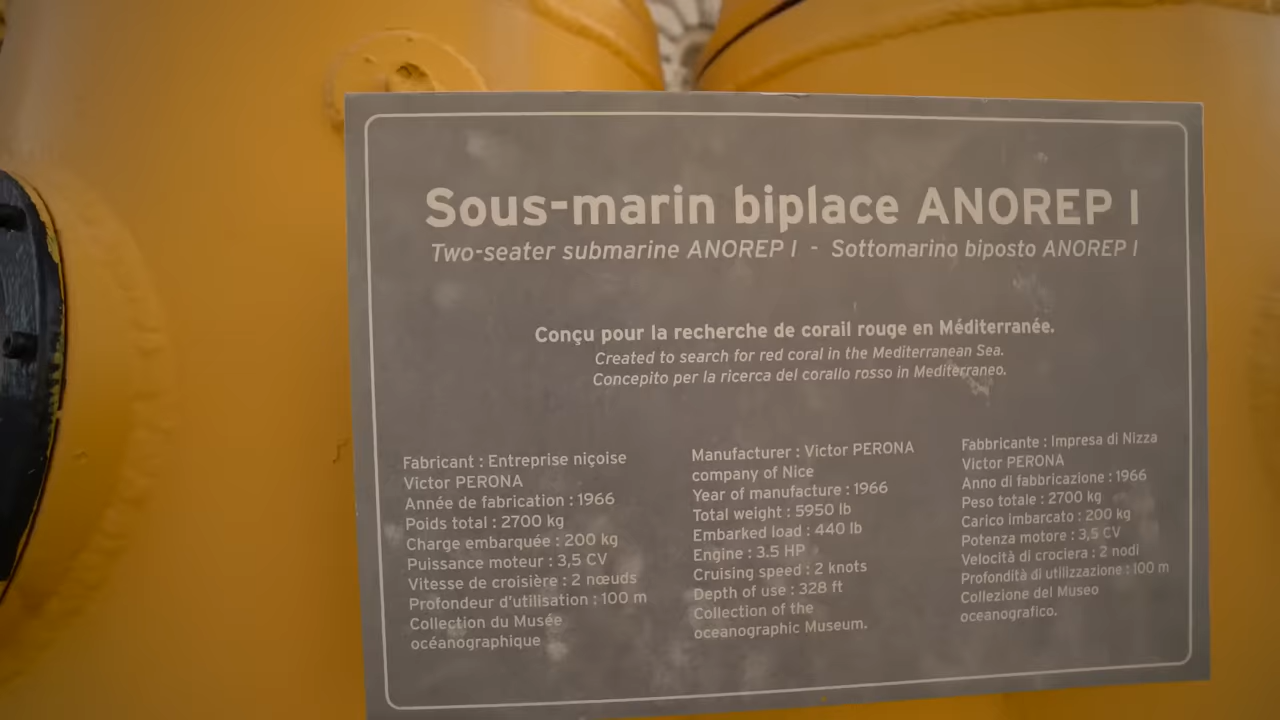 Sous-marin biplace ANOREP I
Two-seater submarine ANOREP I - Sottomarino biposto ANOREP I
Conçu pour la recherche de corail rouge en Méditerranée.
Created to search for red coral in the Mediterranean Sea.
Concepito per la ricerca del corallo rosso in Mediterraneo.
Fabricant : Entreprise niçoise
Victor PERONA
Année de fabrication : 1966
Poids total : 2700 kg
Charge embarquée : 200 kg
Puissance moteur : 3,5 CV
Vitesse de croisière : 2 nœuds
Profondeur d'utilisation : 100 m
Collection du Musée
océanographique
Manufacturer : Victor PERONA
company of Nice
Year of manufacture : 1966
Total weight : 5950 lb
Embarked load : 440 lb
Engine : 3.5 HP
Cruising speed : 2 knots
Depth of use : 328 ft
Collection of the
oceanographic Museum.
Fabbricante : Impresa di Nizza
Victor PERONA
Anno di fabbricazione : 1966
Peso totale : 2700 kg
Carico imbarcato : 200 kg
Potenza motore : 3,5 CV
Velocità di crociera : 2 nodi
Profondità di utilizzazione : 100 m
Collezione del Museo
oceanografico.